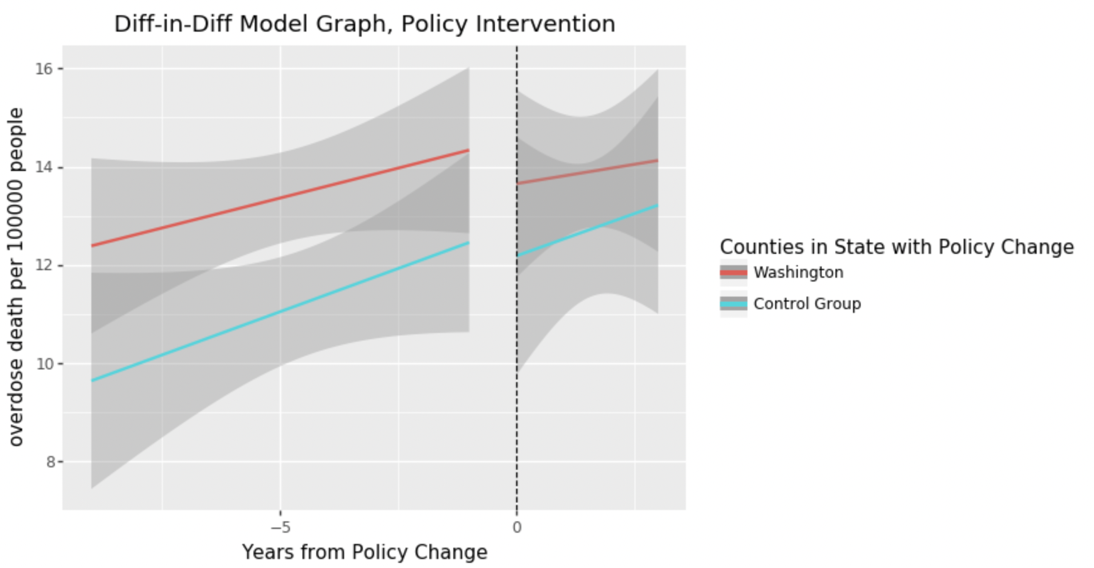 Diff-in-Diff Model Graph, Policy Intervention
overdose death per 100000 people
16
14
12
10
8
−5
0
Years from Policy Change
Counties in State with Policy Change
Washington
Control Group